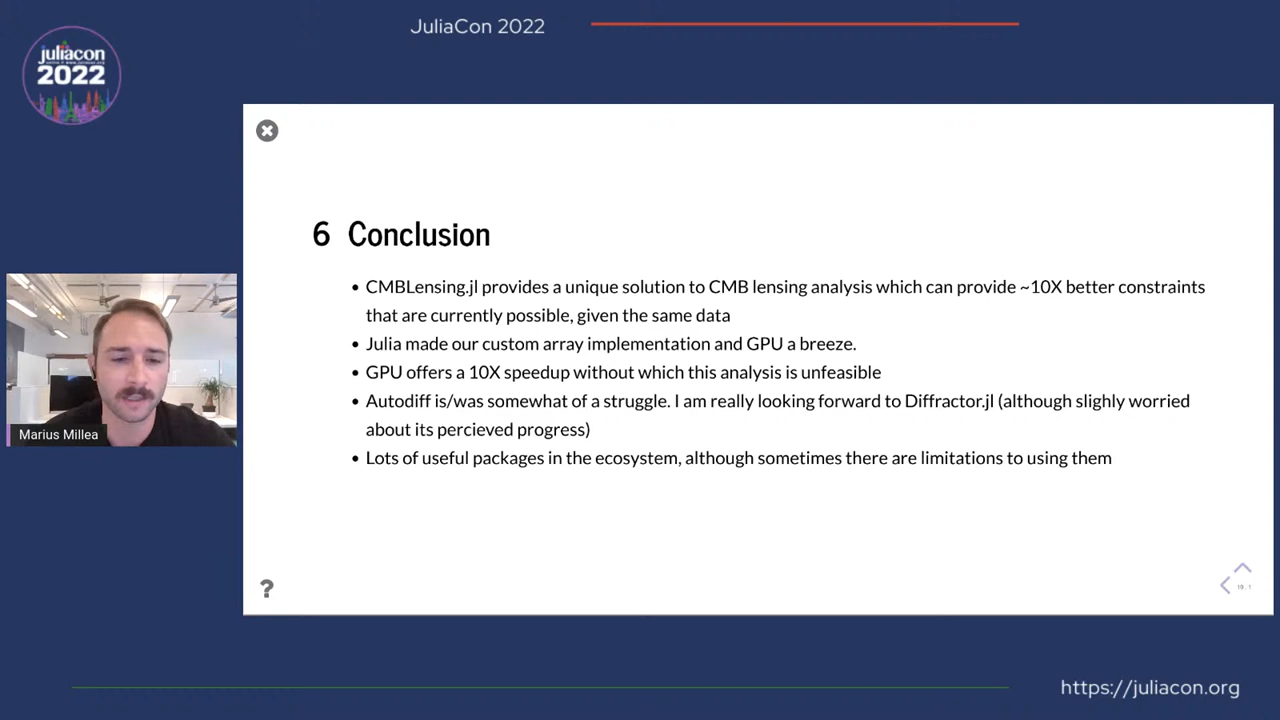 JuliaCon 2022
juliacon
2022
6 Conclusion
• CMBLensing.jl provides a unique solution to CMB lensing analysis which can provide ~10X better constraints
that are currently possible, given the same data
• Julia made our custom array implementation and GPU a breeze.
• GPU offers a 10X speedup without which this analysis is unfeasible
• Autodiff is/was somewhat of a struggle. I am really looking forward to Diffractor.jl (although slighly worried
about its percieved progress)
• Lots of useful packages in the ecosystem, although sometimes there are limitations to using them
Marius Millea
?
19.1
https://juliacon.org